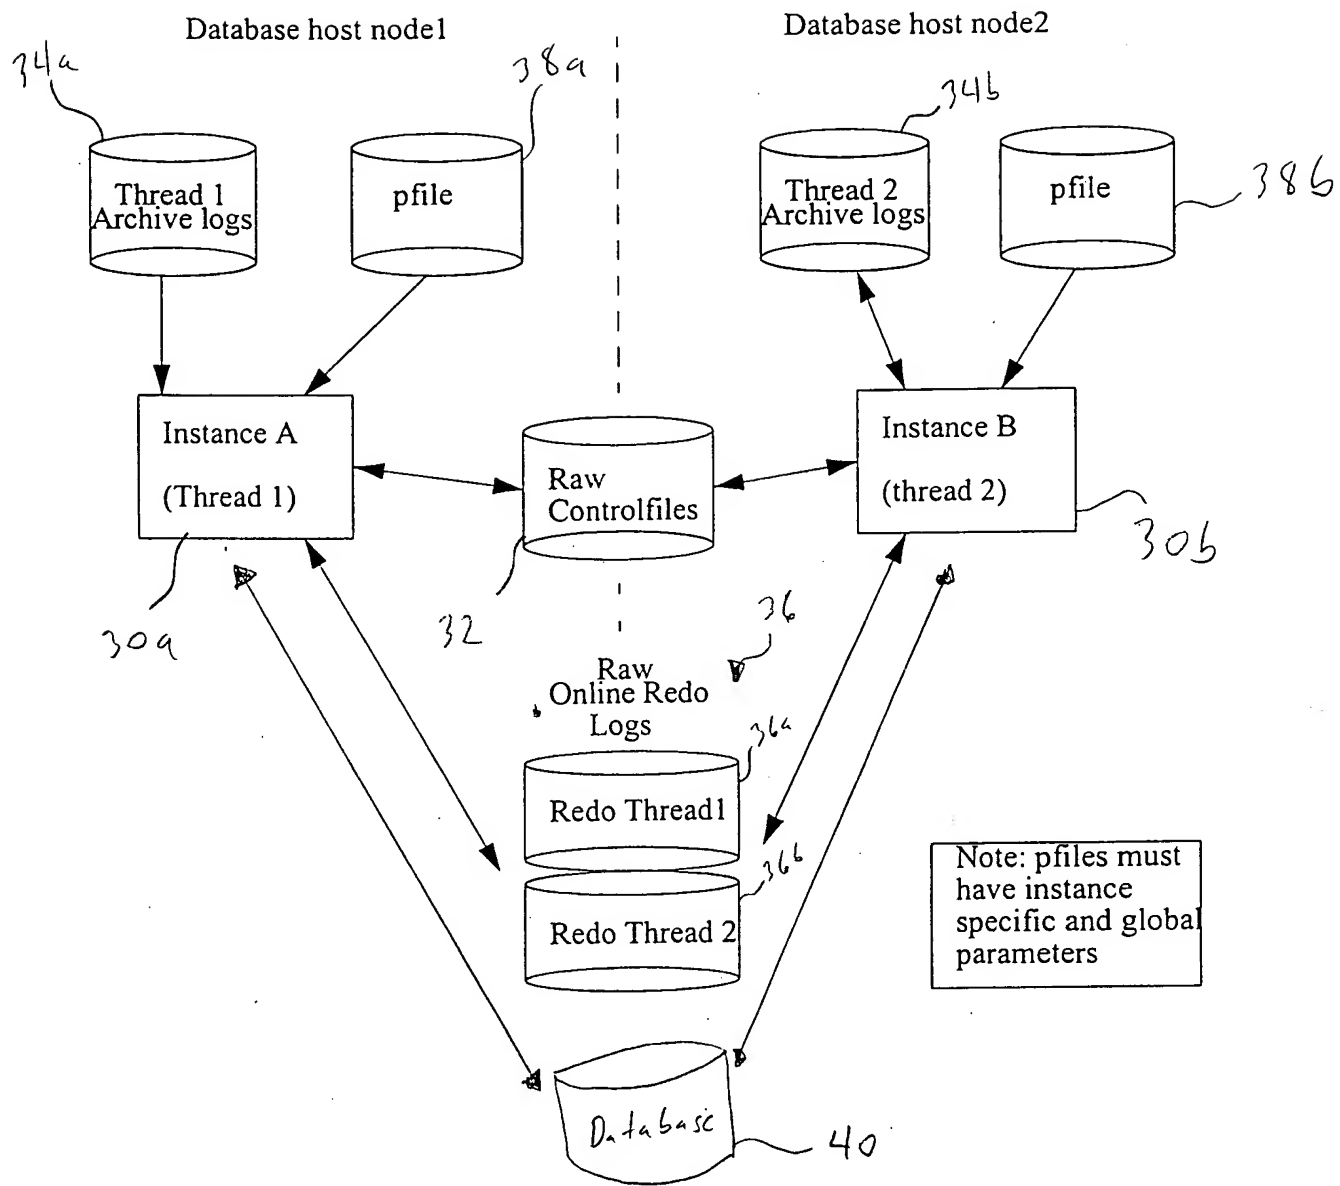 Database host node1
Database host node2
34a
38a
34b
38b
Thread 1
Archive logs
pfile
Thread 2
Archive logs
pfile
Instance A
(Thread 1)
Raw
Controlfiles
Instance B
(thread 2)
30a
32
30b
36
Raw
Online Redo
Logs
36a
Redo Thread1
36b
Redo Thread 2
Note: pfiles must
have instance
specific and global
parameters
Database
40